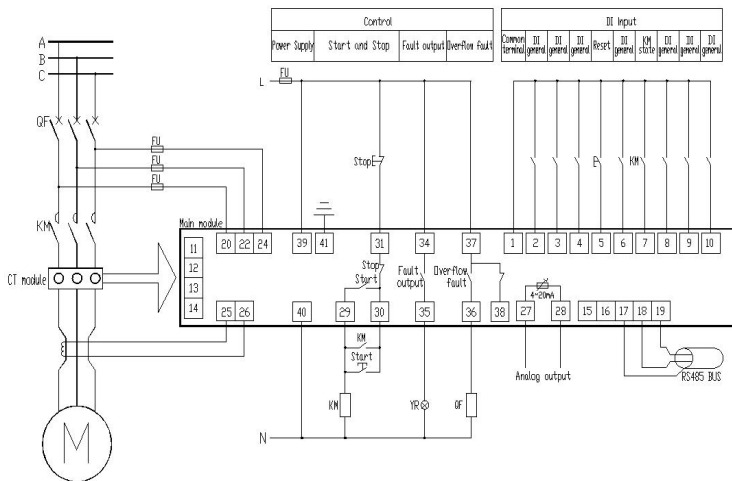 Control
DI Input
Power Supply
Start and Stop
Fault output
Overflow fault
Common terminal
DI general
DI general
DI general
Reset
DI general
KM state
DI general
DI general
DI general
A
B
C
L
FU
QF
FU
FU
FU
Stop
KM
KM
Main module
11
12
13
14
20
22
24
39
41
31
34
37
1
2
3
4
5
6
7
8
9
10
CT module
Stop
Start
Fault output
Overflow fault
4~20mA
25
26
40
29
30
35
36
38
27
28
15
16
17
18
19
KM
Start
Analog output
RS485 BUS
KM
YR
QF
M
N